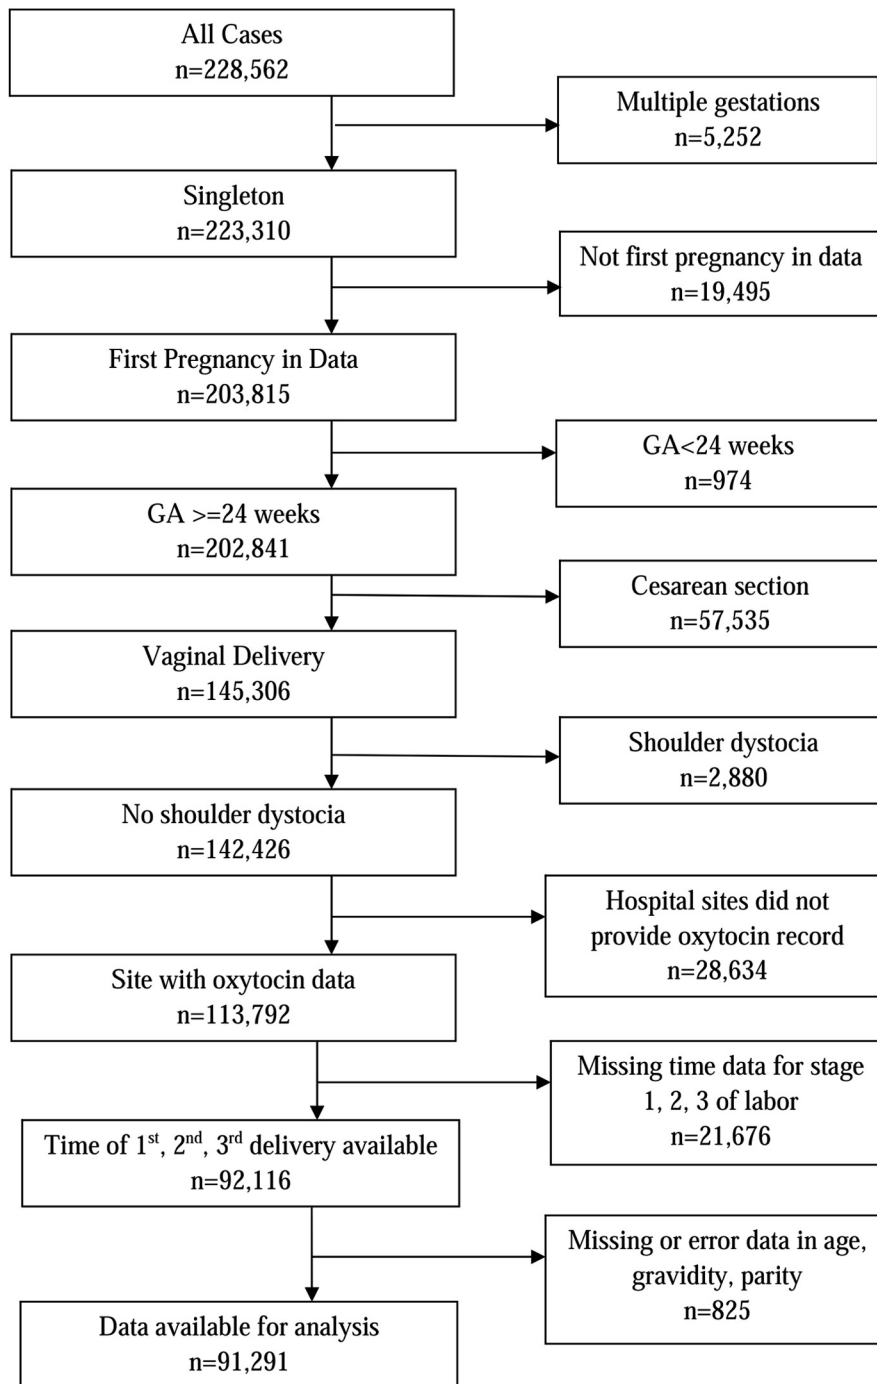 All Cases
n=228,562
Multiple gestations
n=5,252
Singleton
n=223,310
Not first pregnancy in data
n=19,495
First Pregnancy in Data
n=203,815
GA<24 weeks
n=974
GA >=24 weeks
n=202,841
Cesarean section
n=57,535
Vaginal Delivery
n=145,306
Shoulder dystocia
n=2,880
No shoulder dystocia
n=142,426
Hospital sites did not
provide oxytocin record
n=28,634
Site with oxytocin data
n=113,792
Missing time data for stage
1, 2, 3 of labor
n=21,676
Time of 1st, 2nd, 3rd delivery available
n=92,116
Missing or error data in age,
gravidity, parity
n=825
Data available for analysis
n=91,291